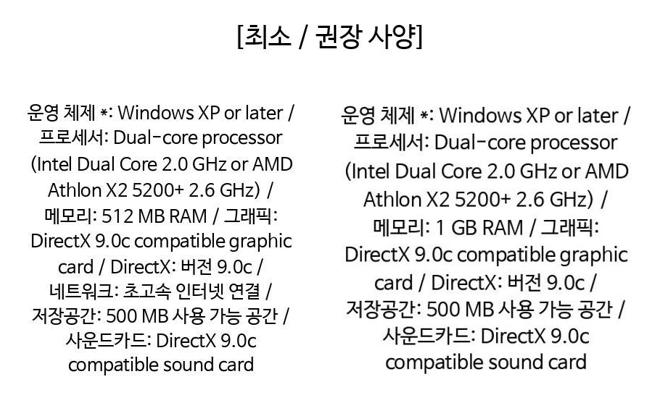 [최소 / 권장 사양]
운영 체제 *: Windows XP or later /
프로세서: Dual-core processor
(Intel Dual Core 2.0 GHz or AMD
Athlon X2 5200+ 2.6 GHz) /
메모리: 512 MB RAM / 그래픽:
DirectX 9.0c compatible graphic
card / DirectX: 버전 9.0c /
네트워크: 초고속 인터넷 연결 /
저장공간: 500 MB 사용 가능 공간 /
사운드카드: DirectX 9.0c
compatible sound card
운영 체제 *: Windows XP or later /
프로세서: Dual-core processor
(Intel Dual Core 2.0 GHz or AMD
Athlon X2 5200+ 2.6 GHz) /
메모리: 1 GB RAM / 그래픽:
DirectX 9.0c compatible graphic
card / DirectX: 버전 9.0c /
저장공간: 500 MB 사용 가능 공간 /
사운드카드: DirectX 9.0c
compatible sound card